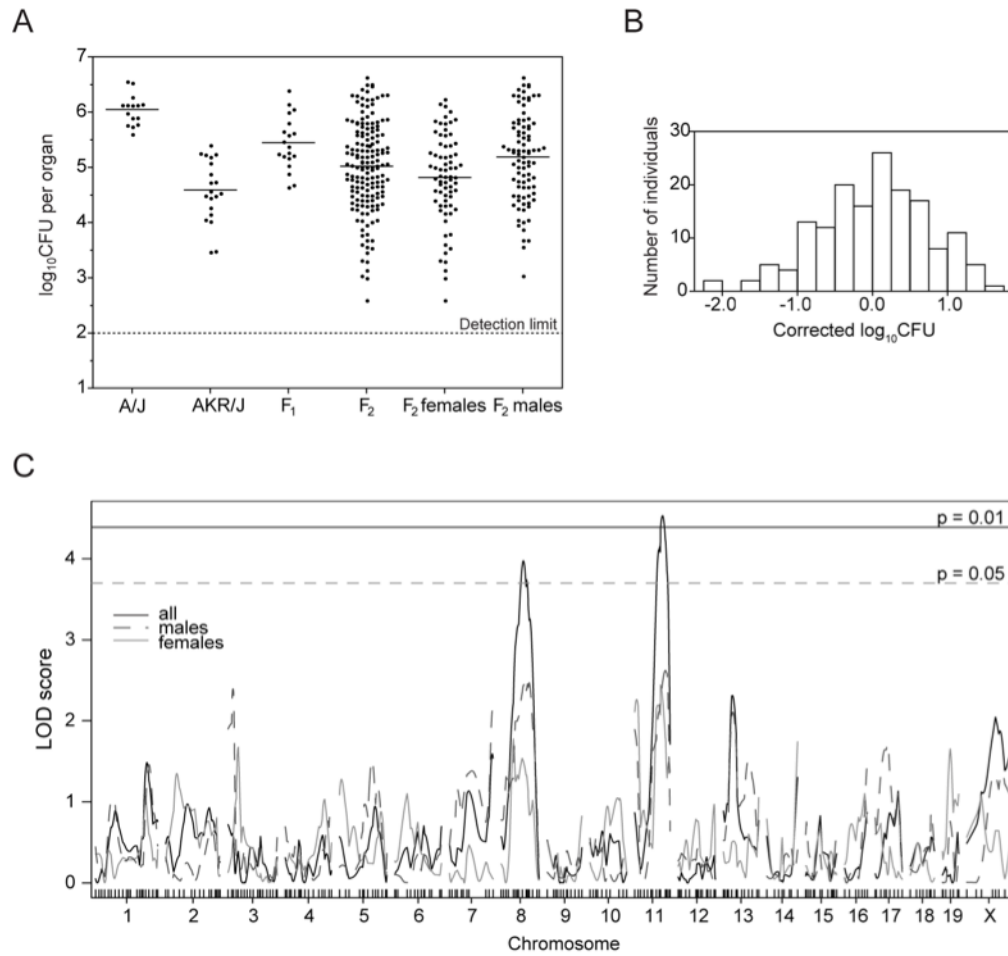 A
log₁₀CFU per organ
7
6
5
4
3
2
1
Detection limit
A/J
AKR/J
F₁
F₂
F₂ females
F₂ males
B
Number of individuals
30
20
10
0
-2.0
-1.0
0.0
1.0
Corrected log₁₀CFU
C
LOD score
4
3
2
1
0
p = 0.01
p = 0.05
all
males
females
1 2 3 4 5 6 7 8 9 10 11 12 13 14 15 16 17 18 19 X
Chromosome